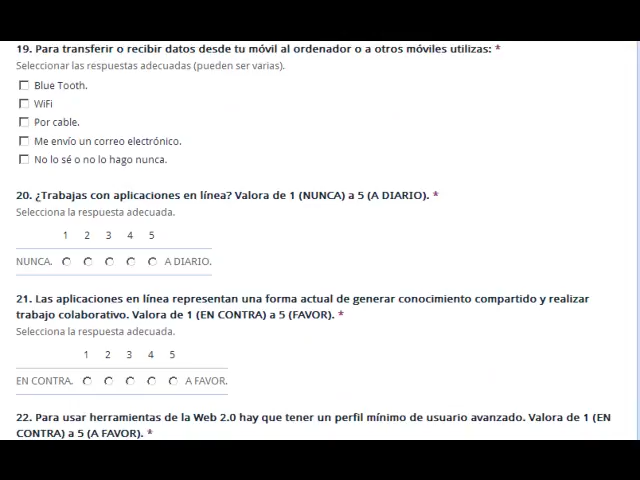 19. Para transferir o recibir datos desde tu móvil al ordenador o a otros móviles utilizas: *
Seleccionar las respuestas adecuadas (pueden ser varias).
Blue Tooth.
WiFi
Por cable.
Me envío un correo electrónico.
No lo sé o no lo hago nunca.
20. ¿Trabajas con aplicaciones en línea? Valora de 1 (NUNCA) a 5 (A DIARIO). *
Selecciona la respuesta adecuada.
1 2 3 4 5
NUNCA. A DIARIO.
21. Las aplicaciones en línea representan una forma actual de generar conocimiento compartido y realizar
trabajo colaborativo. Valora de 1 (EN CONTRA) a 5 (FAVOR). *
Selecciona la respuesta adecuada.
1 2 3 4 5
EN CONTRA. A FAVOR.
22. Para usar herramientas de la Web 2.0 hay que tener un perfil mínimo de usuario avanzado. Valora de 1 (EN
CONTRA) a 5 (A FAVOR). *